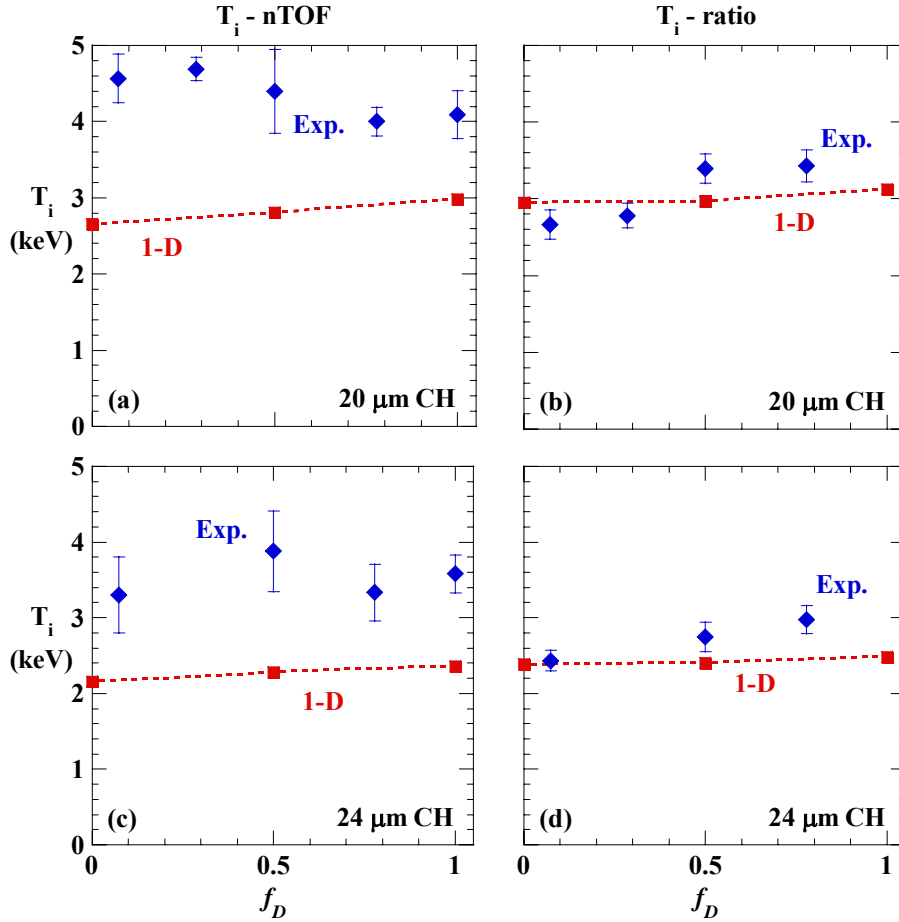 T_i - nTOF
T_i - ratio
5
4
3
2
1
0
T_i
(keV)
Exp.
1-D
(a)
20 μm CH
Exp.
1-D
(b)
20 μm CH
5
4
3
2
1
0
T_i
(keV)
Exp.
1-D
(c)
24 μm CH
0
0.5
1
f_D
Exp.
1-D
(d)
24 μm CH
0
0.5
1
f_D